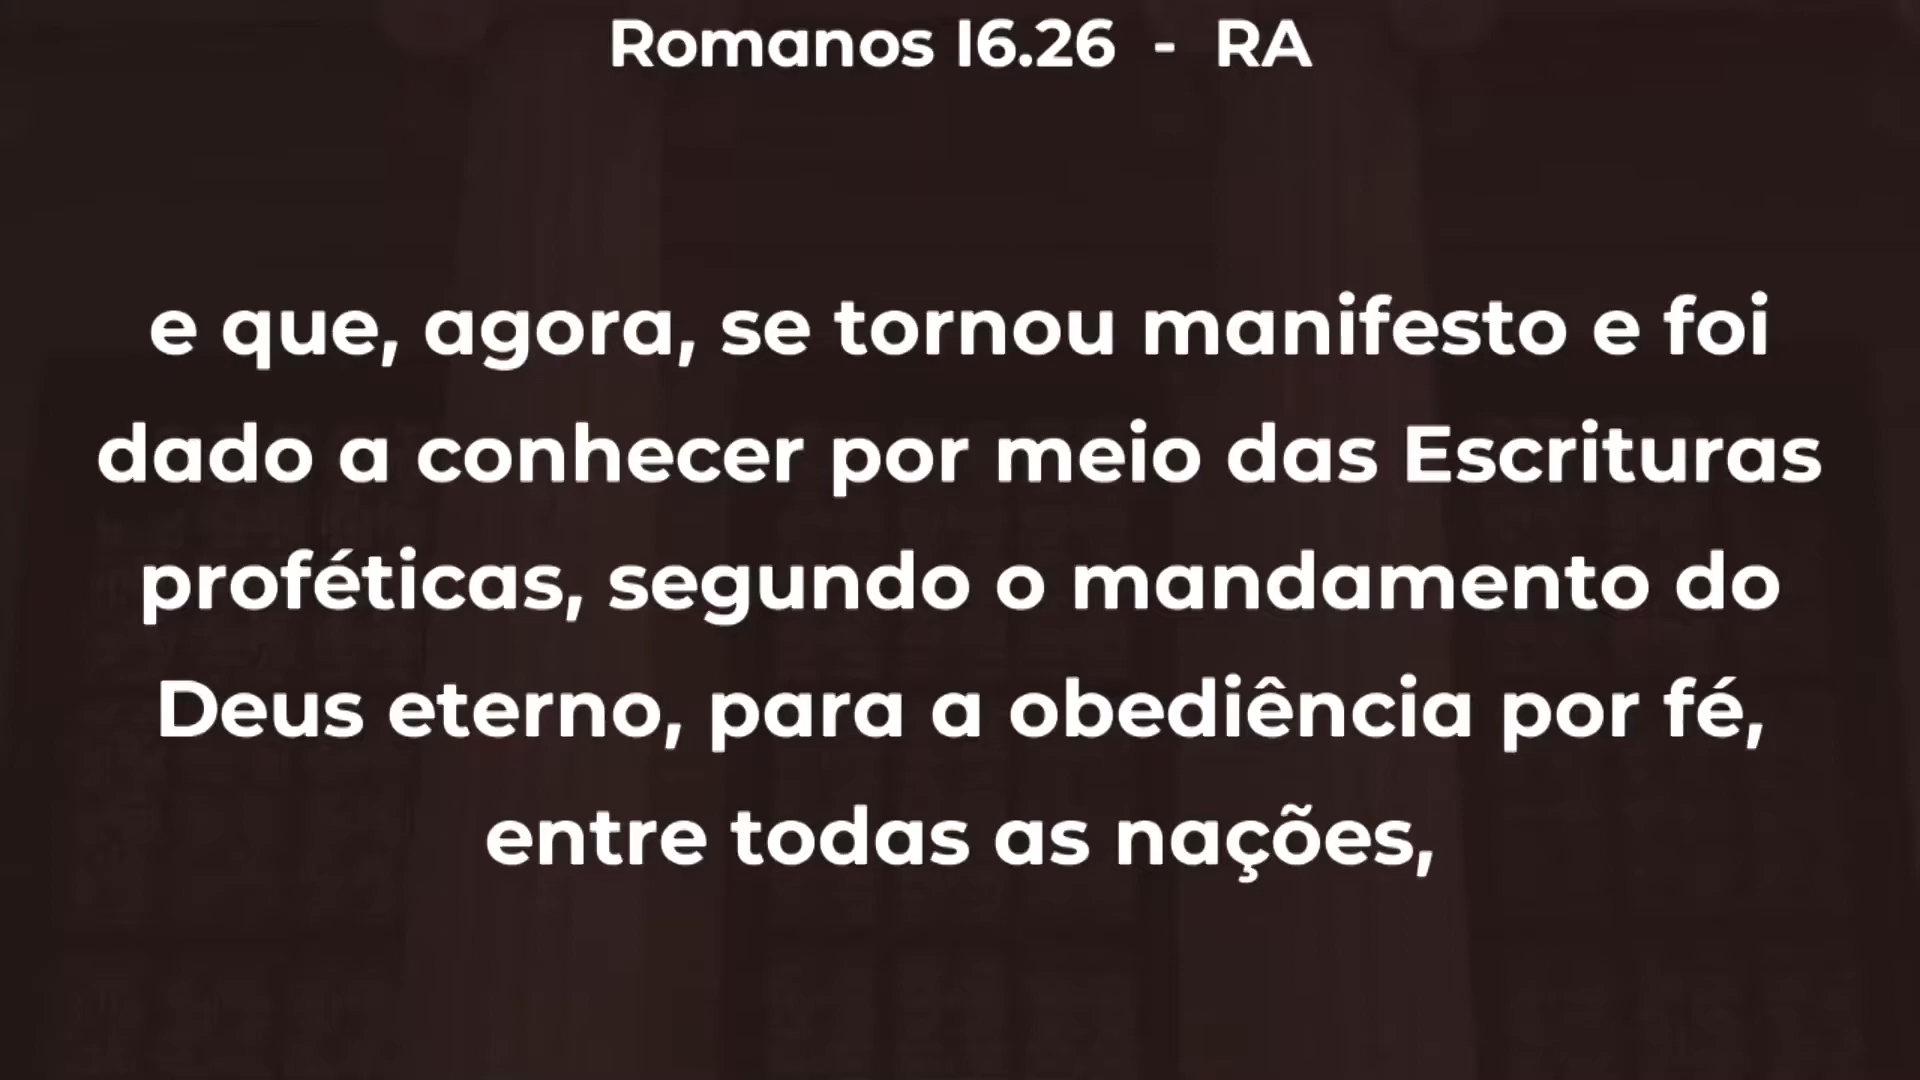 Romanos 16.26 - RA
e que, agora, se tornou manifesto e foi
dado a conhecer por meio das Escrituras
proféticas, segundo o mandamento do
Deus eterno, para a obediência por fé,
entre todas as nações,